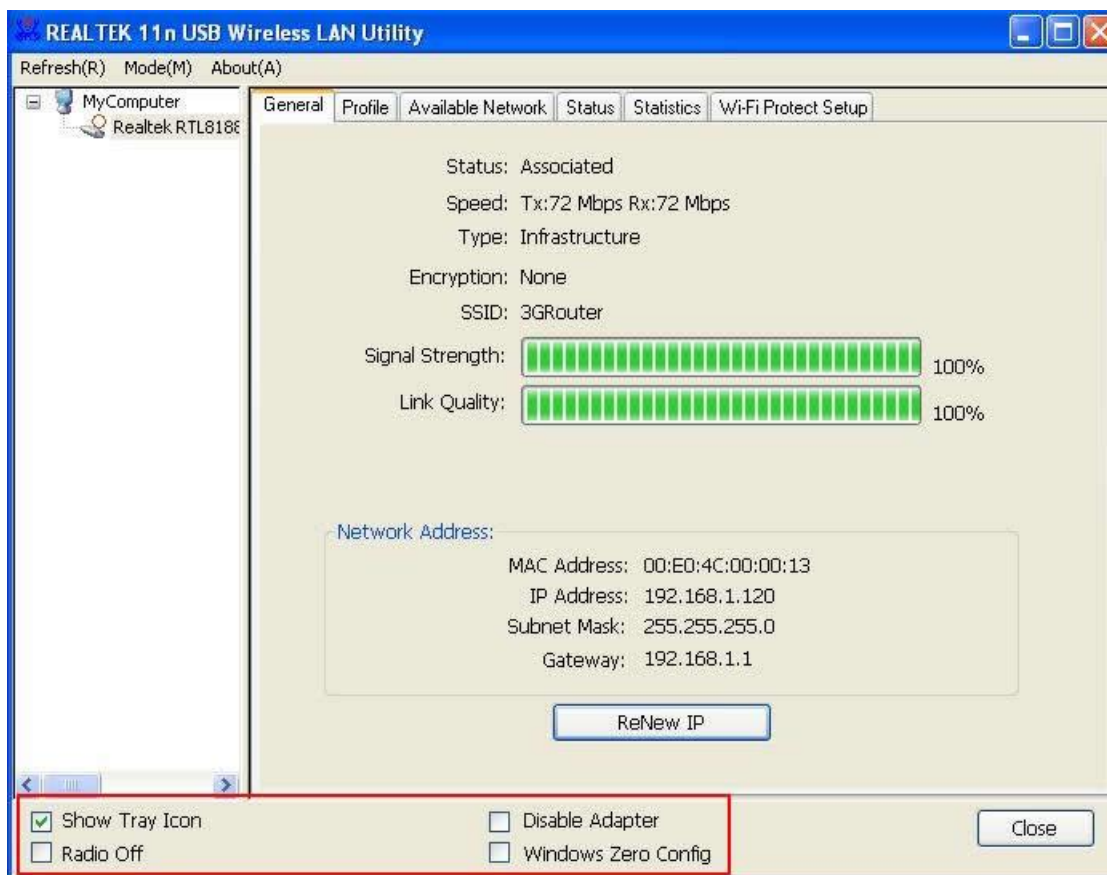 REALTEK 11n USB Wireless LAN Utility
Refresh(R) Mode(M) About(A)
MyComputer
Realtek RTL8188
General Profile Available Network Status Statistics Wi-Fi Protect Setup
Status: Associated
Speed: Tx:72 Mbps Rx:72 Mbps
Type: Infrastructure
Encryption: None
SSID: 3GRouter
Signal Strength: 100%
Link Quality: 100%
Network Address:
MAC Address: 00:E0:4C:00:00:13
IP Address: 192.168.1.120
Subnet Mask: 255.255.255.0
Gateway: 192.168.1.1
ReNew IP
Show Tray Icon Disable Adapter Close
Radio Off Windows Zero Config